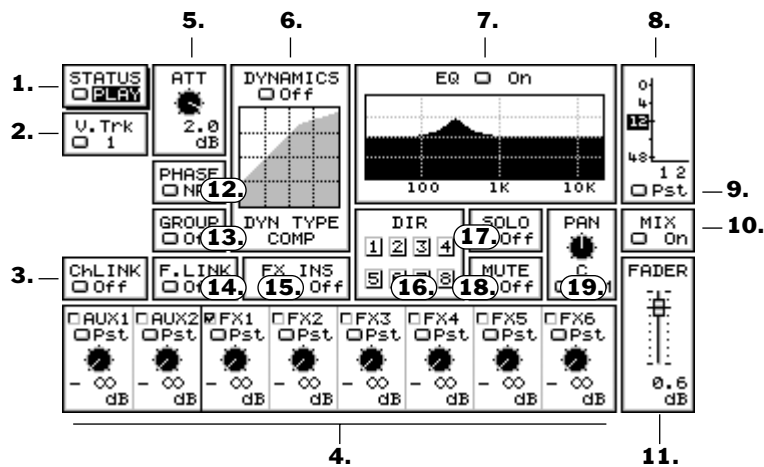 5. 6. 7. 8.
1. STATUS PLAY
ATT 2.0 dB
DYNAMICS Off
EQ On
0 4 12 48
1 2
Pst 9.
2. V.Trk 1
100 1K 10K
PHASE 12.
GROUP 13.
DYN TYPE COMP
DIR
1 2 3 4
5 8
16.
SOLO Off 17.
PAN
MIX On 10.
3. ChLINK Off
F.LINK 14.
FX INS Off 15.
MUTE Off 18.
C
19.
FADER
AUX1 AUX2 FX1 FX2 FX3 FX4 FX5 FX6
Pst Pst Pst Pst Pst Pst Pst Pst
- ∞ - ∞ - ∞ - ∞ - ∞ - ∞ - ∞ - ∞
dB dB dB dB dB dB dB dB
0.6 dB
4. 11.